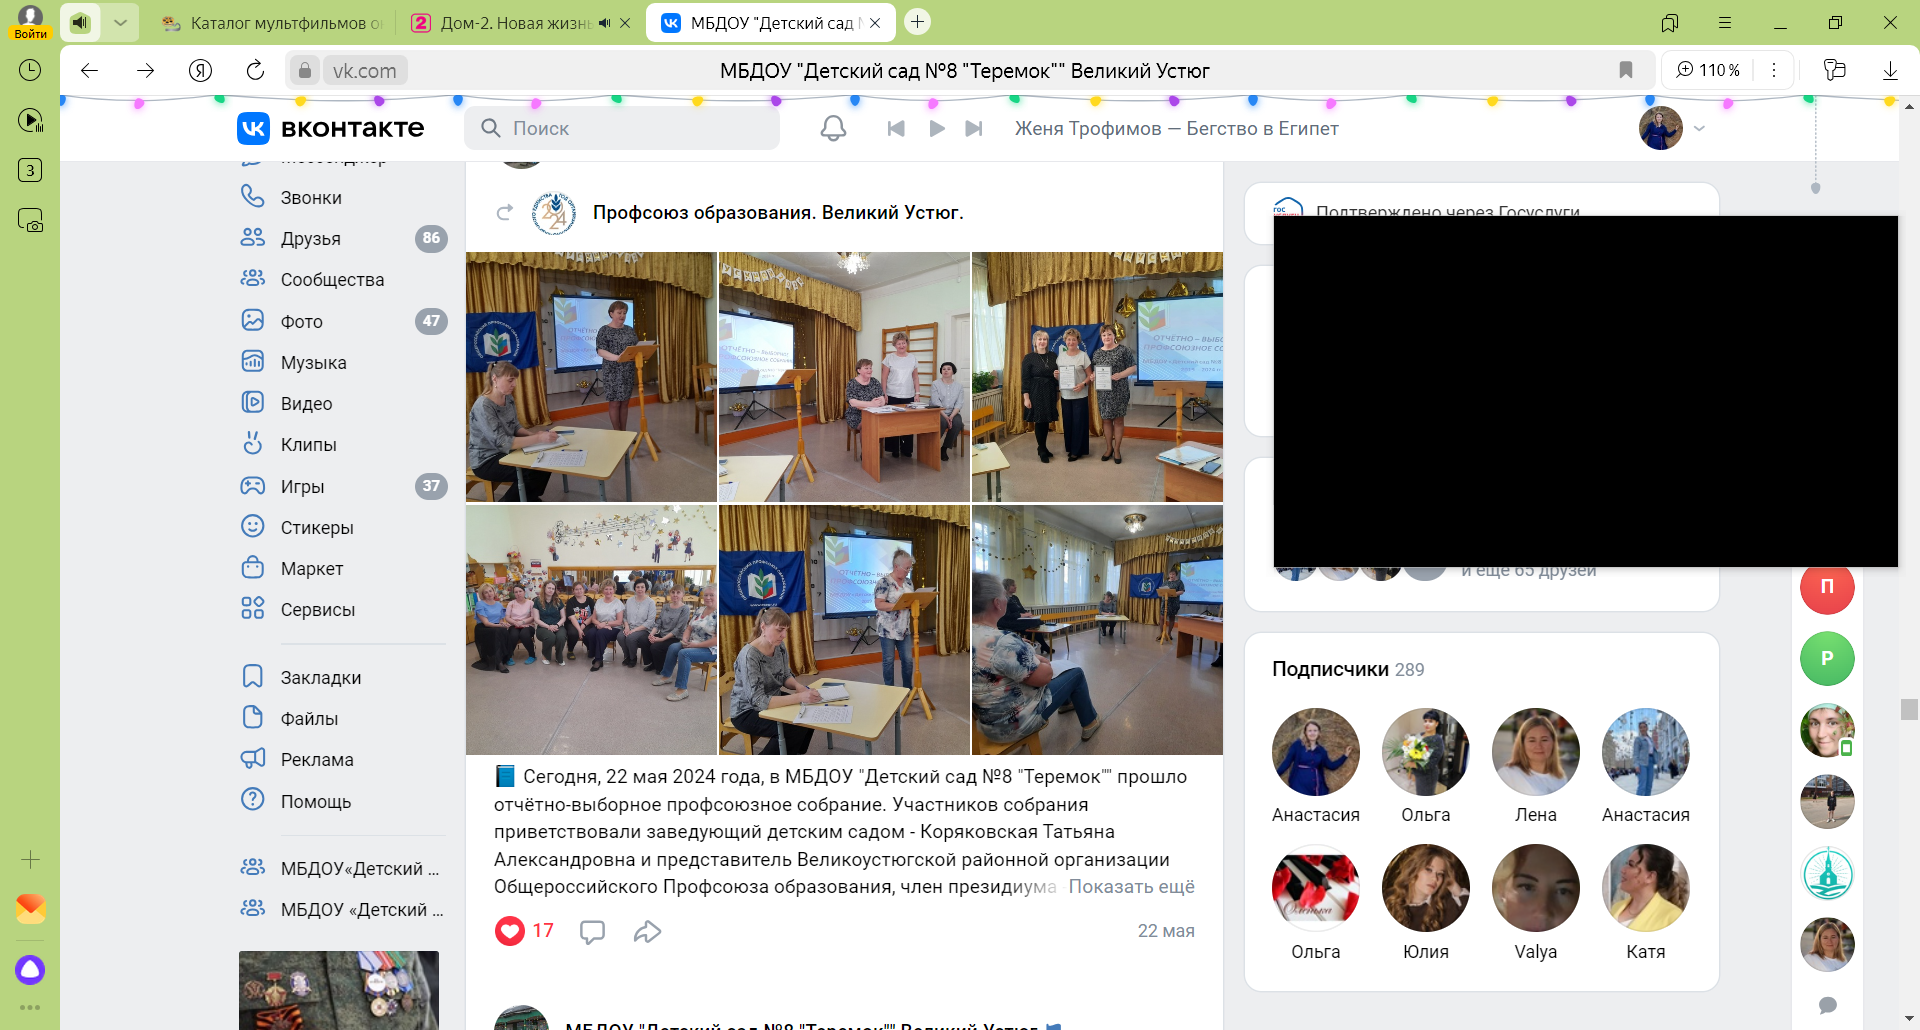 Войти
Каталог мультфильмов о
Дом-2. Новая жизнь
МБДОУ "Детский сад №
vk.com
МБДОУ "Детский сад №8 "Теремок"" Великий Устюг
110 %
3
вконтакте
Поиск
Женя Трофимов — Бегство в Египет
Мессенджер
Звонки
Друзья 86
Сообщества
Фото 47
Музыка
Видео
Клипы
Игры 37
Стикеры
Маркет
Сервисы
Закладки
Файлы
Реклама
Помощь
МБДОУ«Детский ...
МБДОУ «Детский ...
Профсоюз образования. Великий Устюг.
📘 Сегодня, 22 мая 2024 года, в МБДОУ "Детский сад №8 "Теремок"" прошло
отчётно-выборное профсоюзное собрание. Участников собрания
приветствовали заведующий детским садом - Коряковская Татьяна
Александровна и представитель Великоустюгской районной организации
Общероссийского Профсоюза образования, член президиума Показать ещё
17
22 мая
МБДОУ "Детский сад №8 "Теремок"" Великий Устюг
Подтверждено через Госуслуги
и ещё 65 друзей
Подписчики 289
Анастасия
Ольга
Лена
Анастасия
Ольга
Юлия
Valya
Катя
П
Р